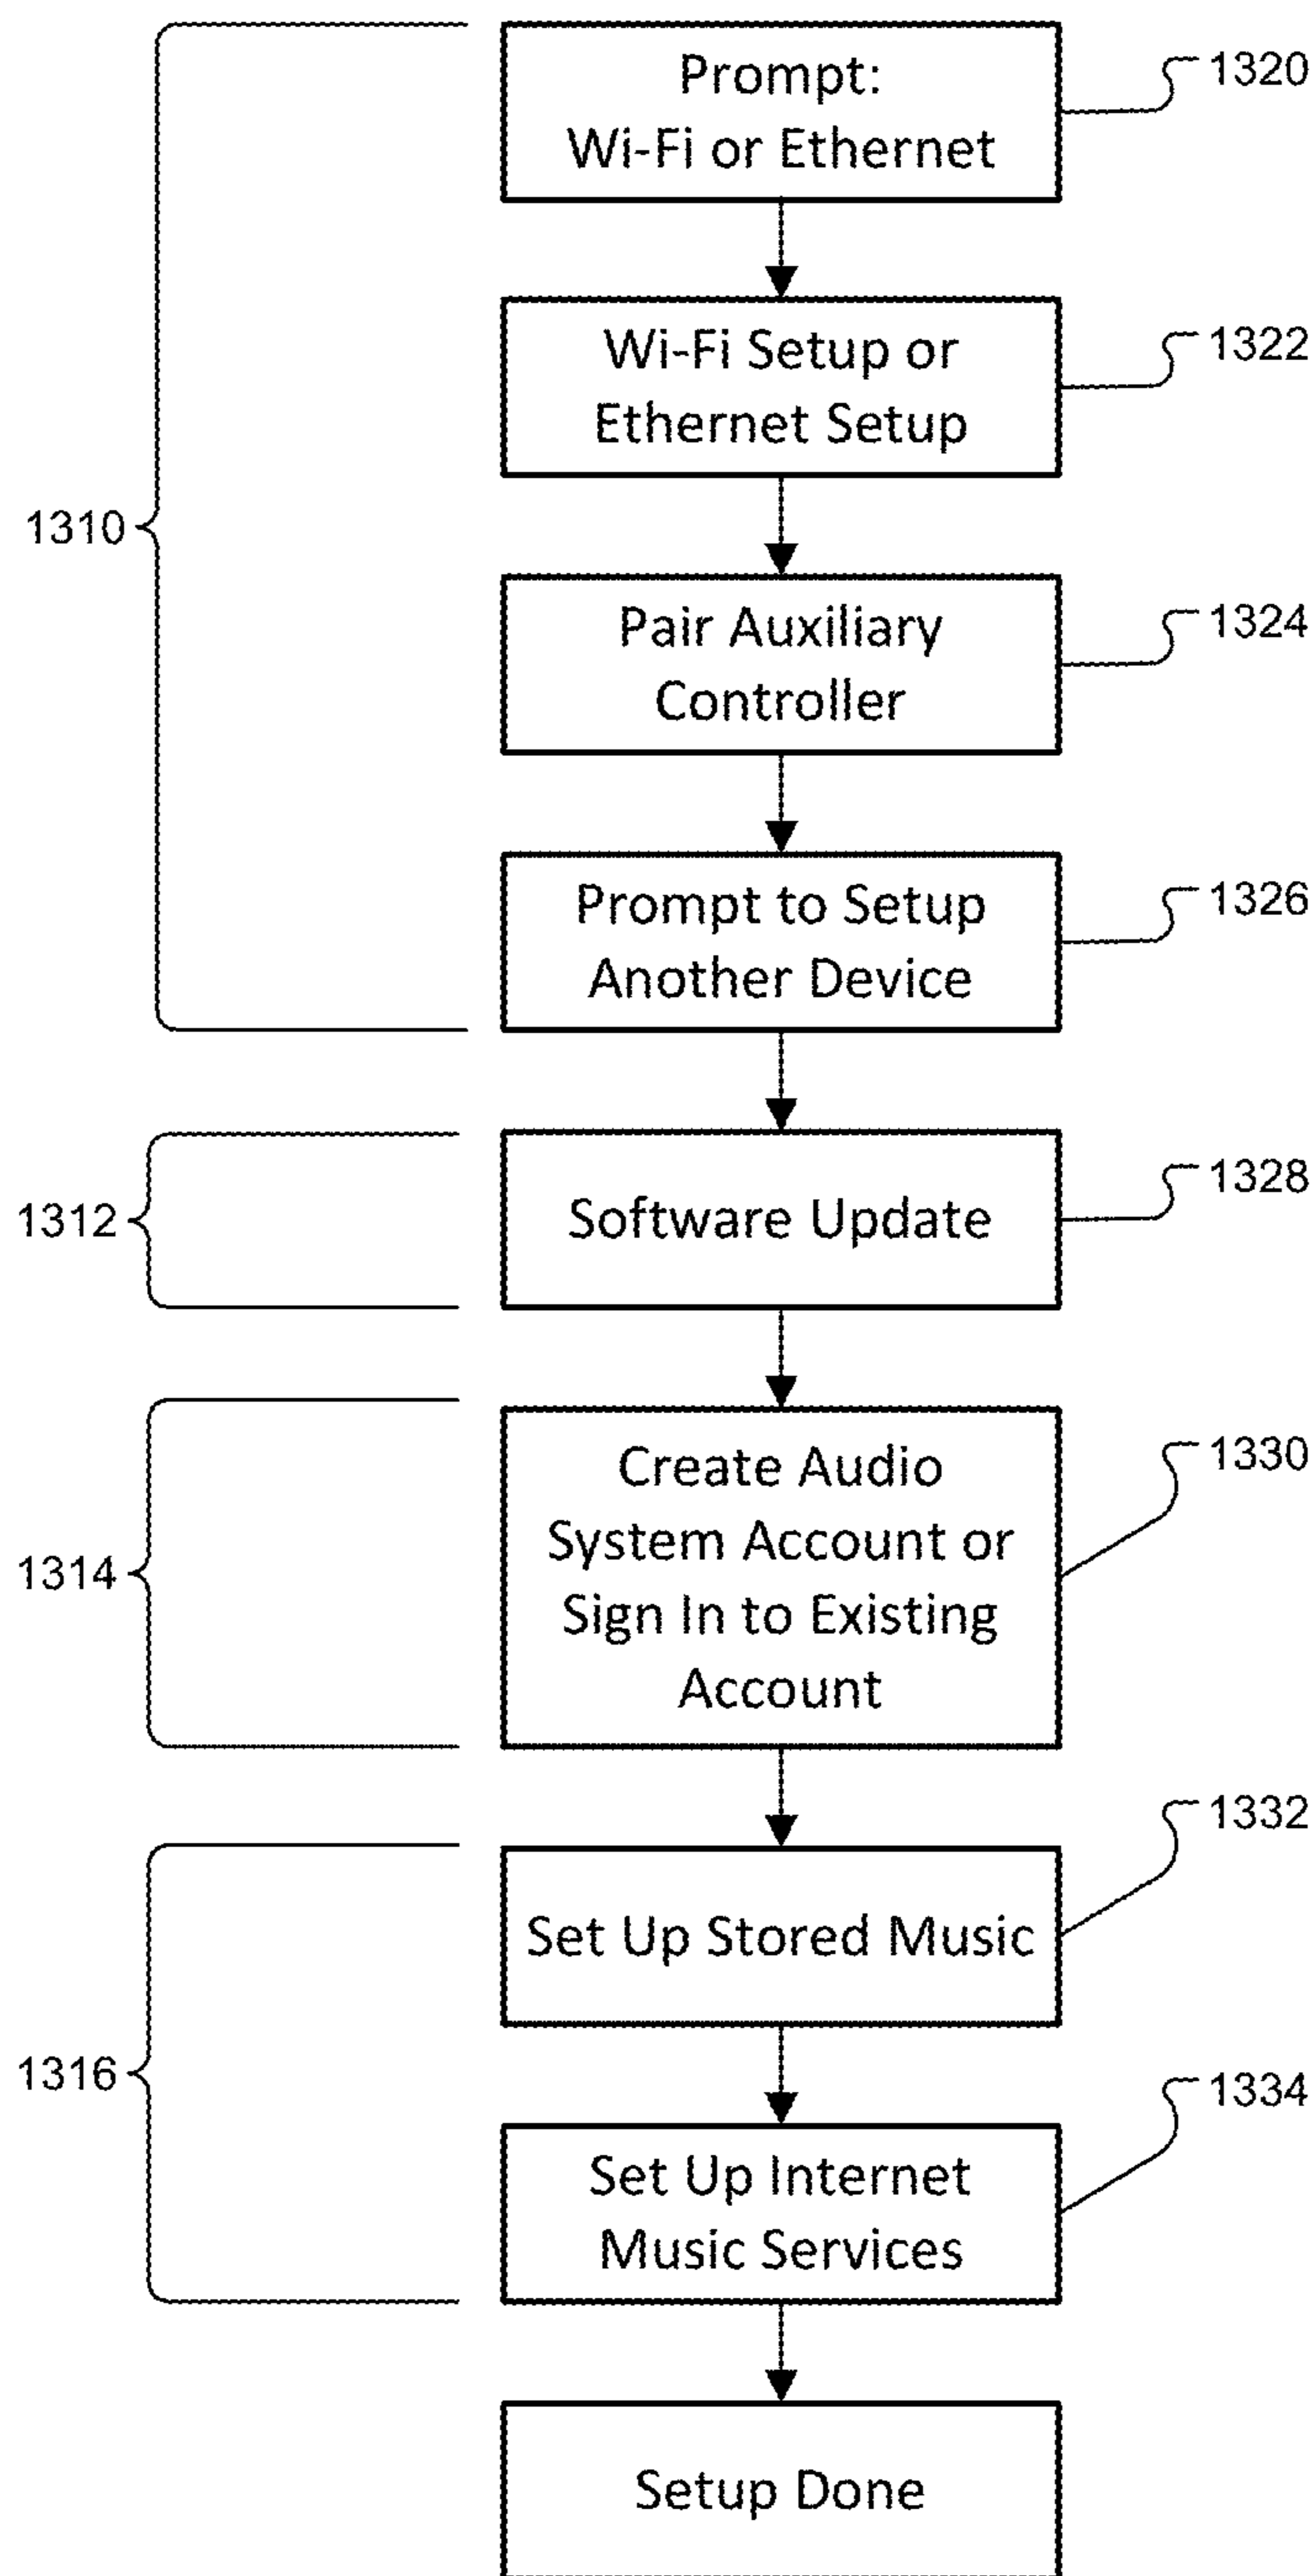 Prompt:
Wi-Fi or Ethernet
1320
Wi-Fi Setup or
Ethernet Setup
1322
1310
Pair Auxiliary
Controller
1324
Prompt to Setup
Another Device
1326
1312
Software Update
1328
1314
Create Audio
System Account or
Sign In to Existing
Account
1330
1316
Set Up Stored Music
1332
Set Up Internet
Music Services
1334
Setup Done